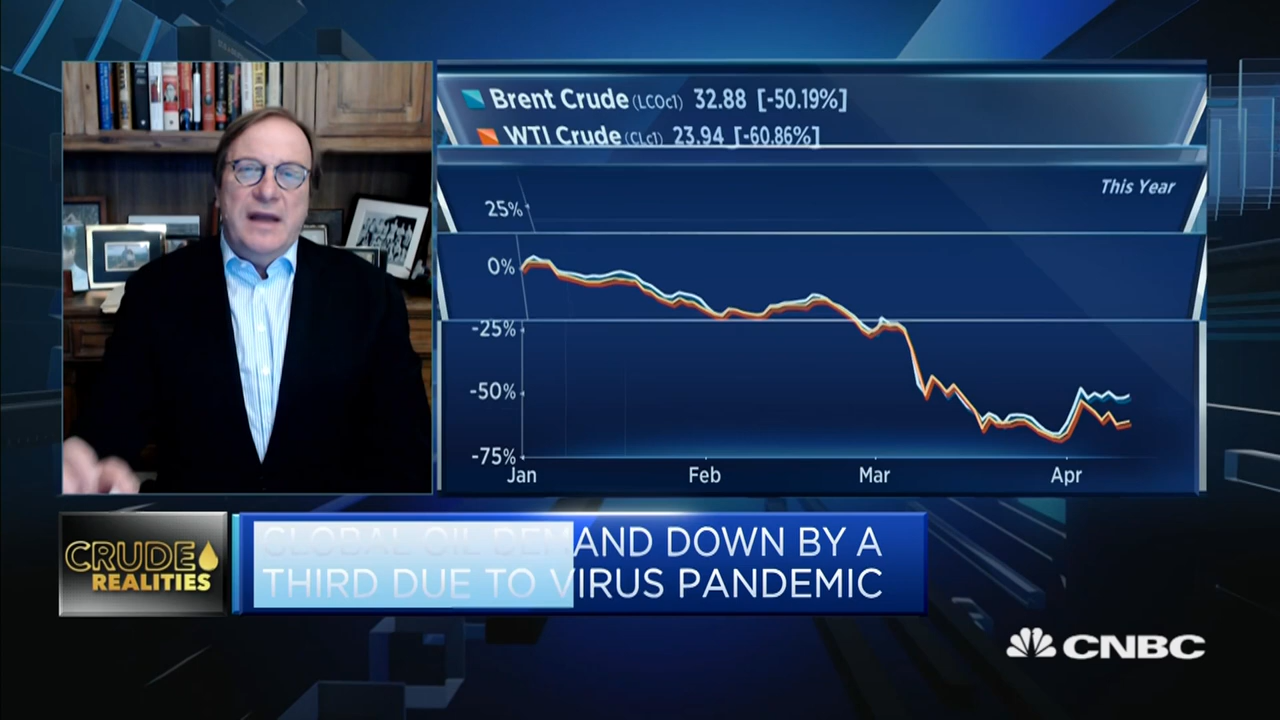 Brent Crude (LCOc1) 32.88 [-50.19%]
WTI Crude (CLc1) 23.94 [-60.86%]
This Year
25%
0%
-25%
-50%
-75%
Jan Feb Mar Apr
CRUDE
REALITIES
GLOBAL OIL DEMAND DOWN BY A
THIRD DUE TO VIRUS PANDEMIC
CNBC